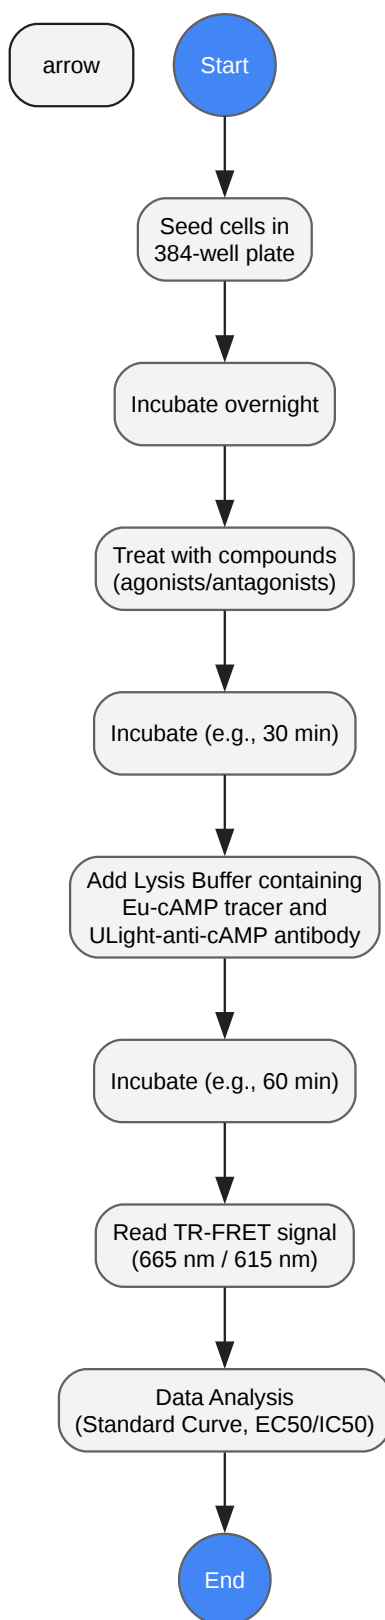 arrow
Start
Seed cells in
384-well plate
Incubate overnight
Treat with compounds
(agonists/antagonists)
Incubate (e.g., 30 min)
Add Lysis Buffer containing
Eu-cAMP tracer and
ULight-anti-cAMP antibody
Incubate (e.g., 60 min)
Read TR-FRET signal
(665 nm / 615 nm)
Data Analysis
(Standard Curve, EC50/IC50)
End